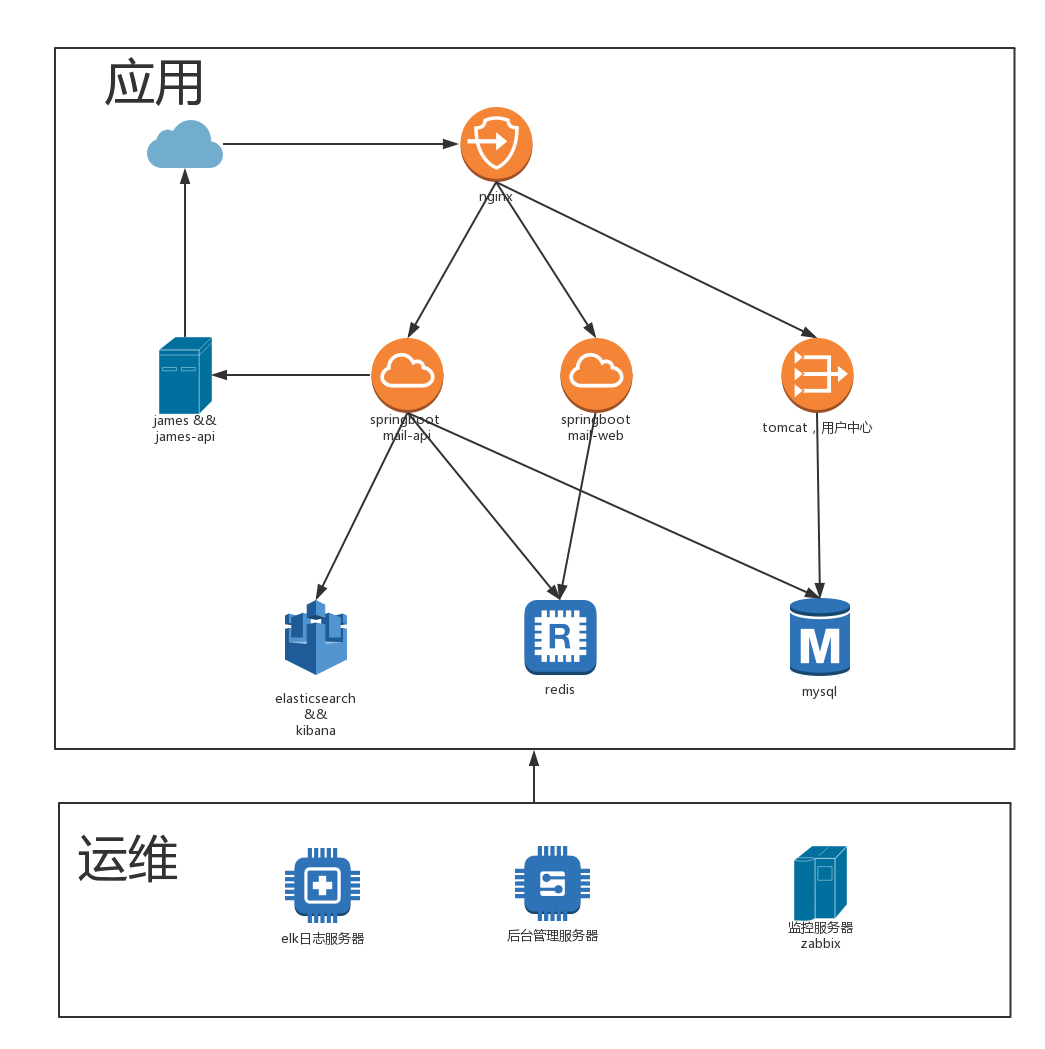 应用
nginx
james &&
james-api
springboot
mail-api
springboot
mail-web
tomcat，用户中心
elasticsearch
&&
kibana
R
redis
M
mysql
运维
elk日志服务器
后台管理服务器
监控服务器
zabbix